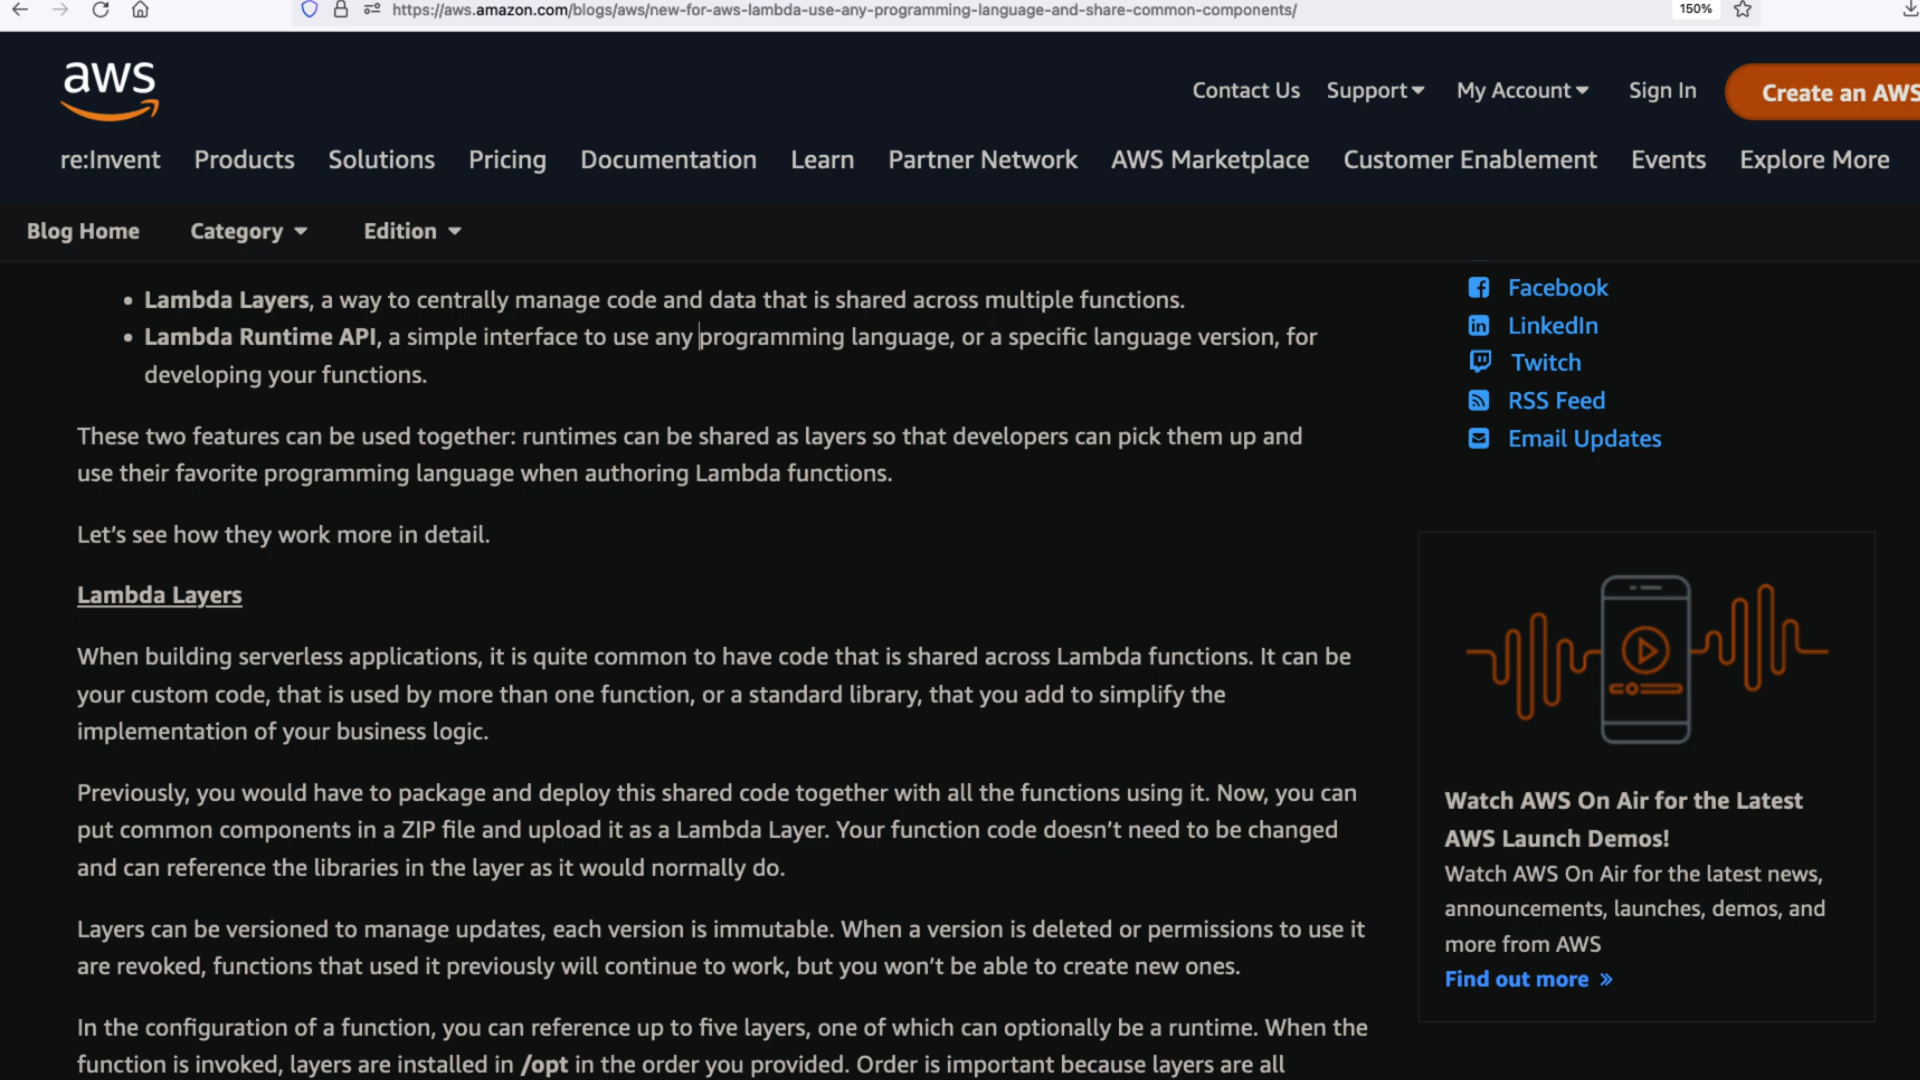 https://aws.amazon.com/blogs/aws/new-for-aws-lambda-use-any-programming-language-and-share-common-components/
150%
aws
Contact Us
Support
My Account
Sign In
Create an AWS
re:Invent
Products
Solutions
Pricing
Documentation
Learn
Partner Network
AWS Marketplace
Customer Enablement
Events
Explore More
Blog Home
Category
Edition
• Lambda Layers, a way to centrally manage code and data that is shared across multiple functions.
• Lambda Runtime API, a simple interface to use any programming language, or a specific language version, for
developing your functions.
These two features can be used together: runtimes can be shared as layers so that developers can pick them up and
use their favorite programming language when authoring Lambda functions.
Let’s see how they work more in detail.
Lambda Layers
When building serverless applications, it is quite common to have code that is shared across Lambda functions. It can be
your custom code, that is used by more than one function, or a standard library, that you add to simplify the
implementation of your business logic.
Previously, you would have to package and deploy this shared code together with all the functions using it. Now, you can
put common components in a ZIP file and upload it as a Lambda Layer. Your function code doesn’t need to be changed
and can reference the libraries in the layer as it would normally do.
Layers can be versioned to manage updates, each version is immutable. When a version is deleted or permissions to use it
are revoked, functions that used it previously will continue to work, but you won’t be able to create new ones.
In the configuration of a function, you can reference up to five layers, one of which can optionally be a runtime. When the
function is invoked, layers are installed in /opt in the order you provided. Order is important because layers are all
Facebook
LinkedIn
Twitch
RSS Feed
Email Updates
Watch AWS On Air for the Latest
AWS Launch Demos!
Watch AWS On Air for the latest news,
announcements, launches, demos, and
more from AWS
Find out more »